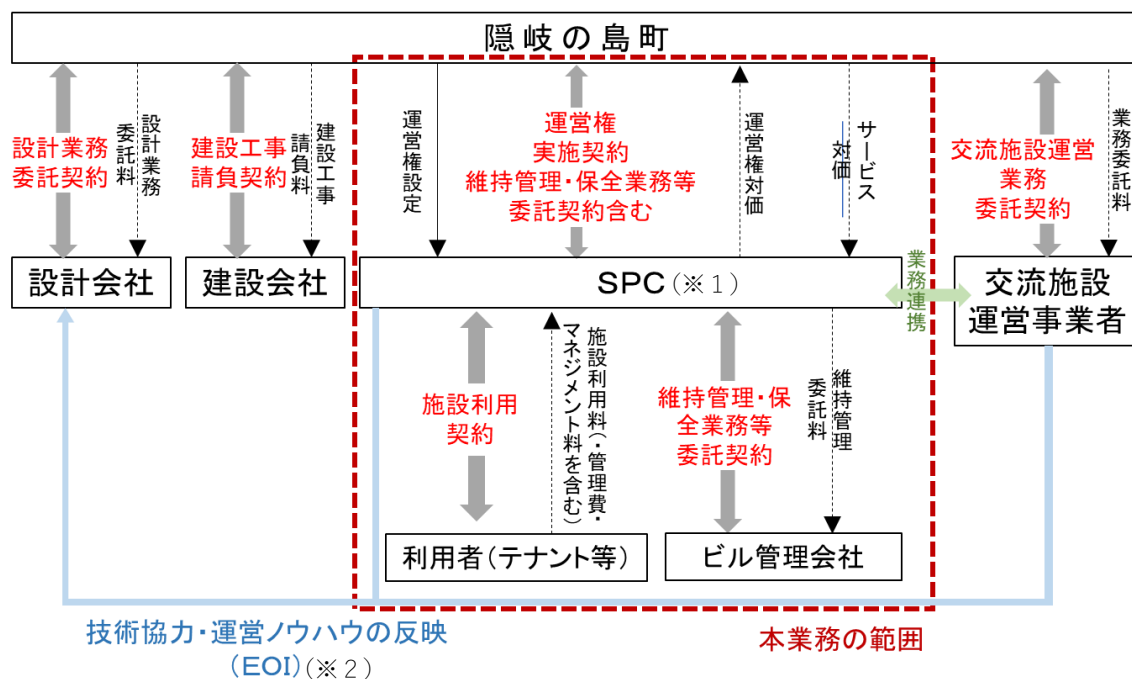 隠岐の島町
設計業務
委託契約
設計業務
委託料
建設工事
請負契約
建設工事
請負料
運営権設定
運営権
実施契約
維持管理・保全業務等
委託契約含む
運営権対価
サービス
対価
交流施設運営
業務
委託契約
業務委託料
設計会社
建設会社
SPC(※1)
業務連携
交流施設
運営事業者
施設利用
契約
施設利用料(・管理費・
マネジメント料を含む)
維持管理・保
全業務等
委託契約
維持管理
委託料
利用者(テナント等)
ビル管理会社
技術協力・運営ノウハウの反映
(EOI)(※2)
本業務の範囲